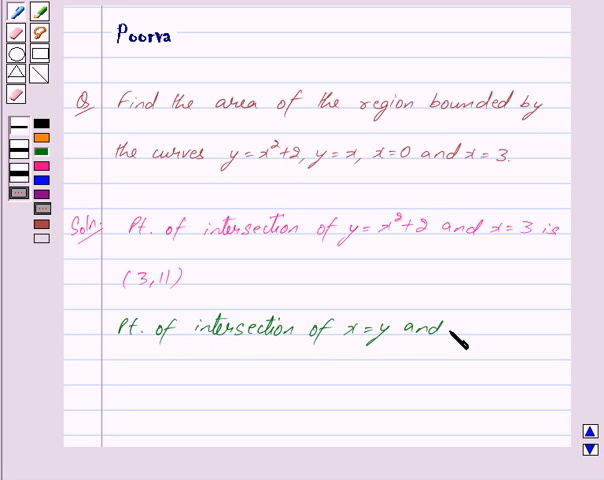 Poorva
Q Find the area of the region bounded by
the curves y=x²+2, y=x, x=0 and x=3.
Soln: Pt. of intersection of y=x²+2 and x=3 is
(3,11)
Pt. of intersection of x=y and